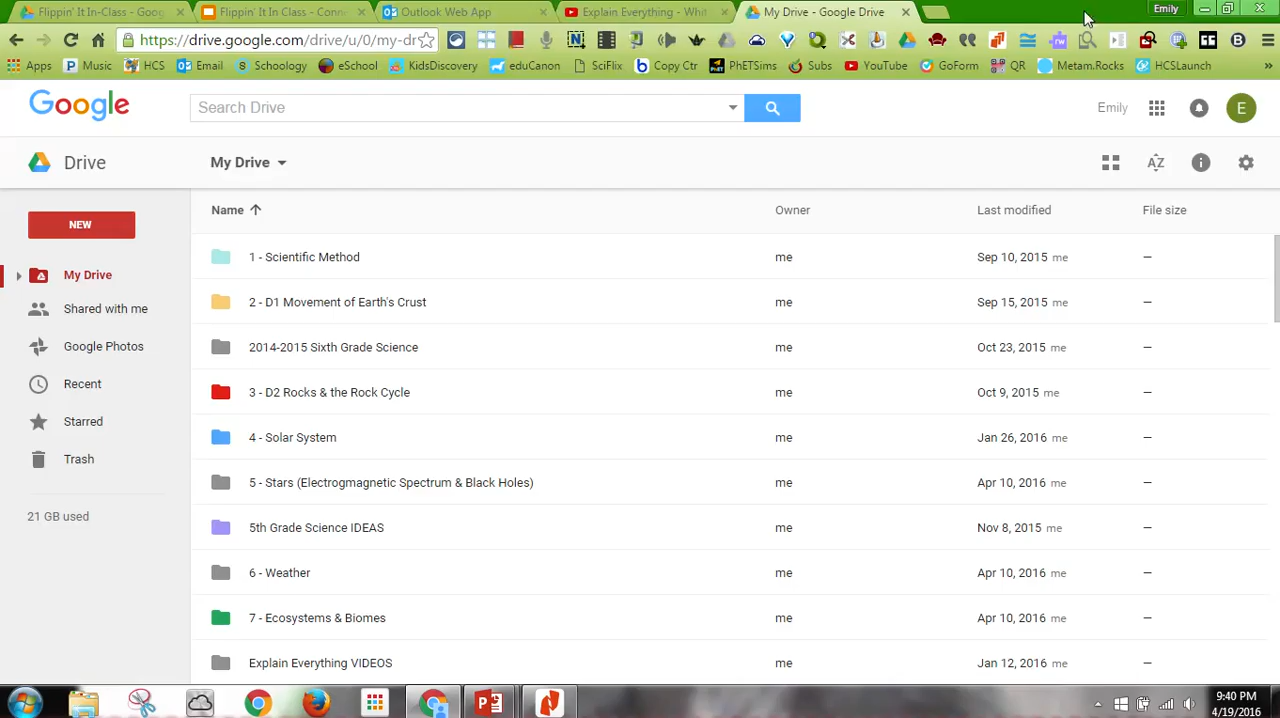 Flippin' It In-Class - Goog
Flippin' It In Class - Conne
Outlook Web App
Explain Everything - Whit
My Drive - Google Drive
Emily
https://drive.google.com/drive/u/0/my-dr
Apps
Music
HCS
Email
Schoology
eSchool
KidsDiscovery
eduCanon
SciFlix
Copy Ctr
PhETSims
Subs
YouTube
GoForm
QR
Metam.Rocks
HCSLaunch
»
Google
Search Drive
Emily
E
Drive
My Drive
AZ
NEW
Name
Owner
Last modified
File size
My Drive
Shared with me
Google Photos
Recent
Starred
Trash
21 GB used
1 - Scientific Method me Sep 10, 2015 me –
2 - D1 Movement of Earth's Crust me Sep 15, 2015 me –
2014-2015 Sixth Grade Science me Oct 23, 2015 me –
3 - D2 Rocks & the Rock Cycle me Oct 9, 2015 me –
4 - Solar System me Jan 26, 2016 me –
5 - Stars (Electrogmagnetic Spectrum & Black Holes) me Apr 10, 2016 me –
5th Grade Science IDEAS me Nov 8, 2015 me –
6 - Weather me Apr 10, 2016 me –
7 - Ecosystems & Biomes me Apr 10, 2016 me –
Explain Everything VIDEOS me Jan 12, 2016 me –
9:40 PM
4/19/2016